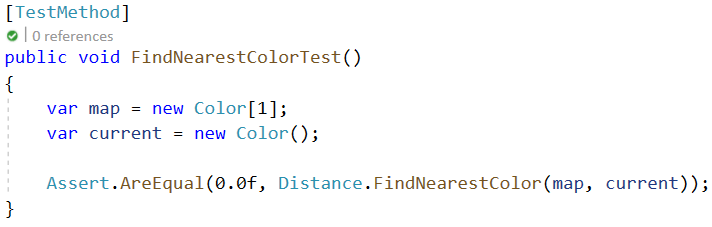 [TestMethod]
| 0 references
public void FindNearestColorTest()
{
    var map = new Color[1];
    var current = new Color();

    Assert.AreEqual(0.0f, Distance.FindNearestColor(map, current));
}